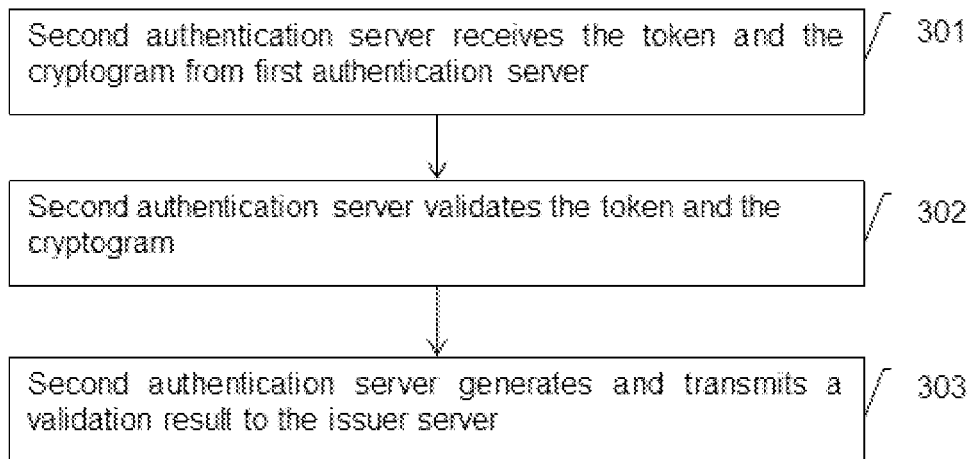 Second authentication server receives the token and the
cryptogram from first authentication server
301
Second authentication server validates the token and the
cryptogram
302
Second authentication server generates and transmits a
validation result to the issuer server
303